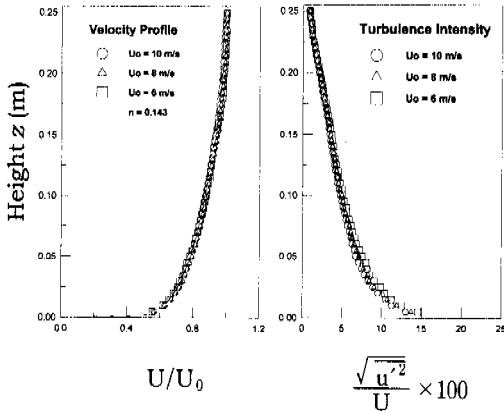 Velocity Profile
Uo = 10 m/s
Uo = 8 m/s
Uo = 6 m/s
n = 0.143
Turbulence Intensity
Uo = 10 m/s
Uo = 8 m/s
Uo = 6 m/s
Height z (m)
0.25
0.20
0.15
0.10
0.05
0.00
0.0 0.4 0.8 1.2
0.25
0.20
0.15
0.10
0.05
0.00
0 5 10 15 20 25
U/U₀
√u′²
U
×100